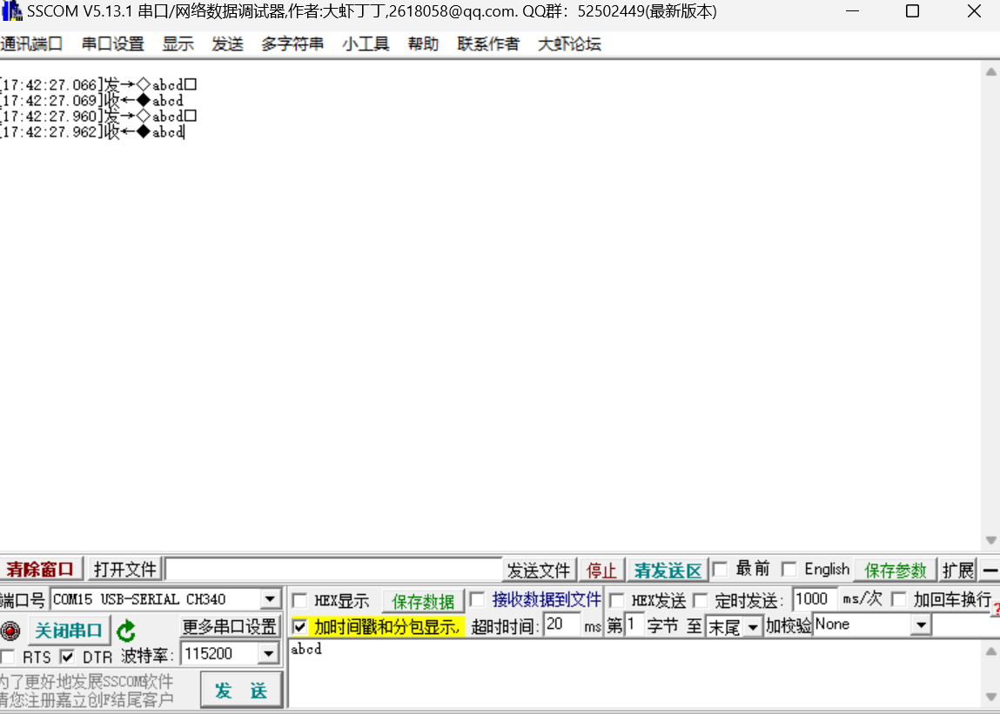 SSCOM V5.13.1 串口/网络数据调试器,作者:大虾丁丁,2618058@qq.com. QQ群：52502449(最新版本)
通讯端口 串口设置 显示 发送 多字符串 小工具 帮助 联系作者 大虾论坛
[17:42:27.066]发→◇abcd□
[17:42:27.069]收←◆abcd
[17:42:27.960]发→◇abcd□
[17:42:27.962]收←◆abcd
清除窗口 打开文件 发送文件 停止 清发送区 最前 English 保存参数 扩展 —
端口号 COM15 USB-SERIAL CH340 HEX显示 保存数据 接收数据到文件 HEX发送 定时发送: 1000 ms/次 加回车换行
关闭串口 更多串口设置 加时间戳和分包显示, 超时时间: 20 ms 第 1 字节 至 末尾 加校验 None
RTS DTR 波特率: 115200 abcd
为了更好地发展SSCOM软件
请您注册嘉立创F结尾客户
发 送